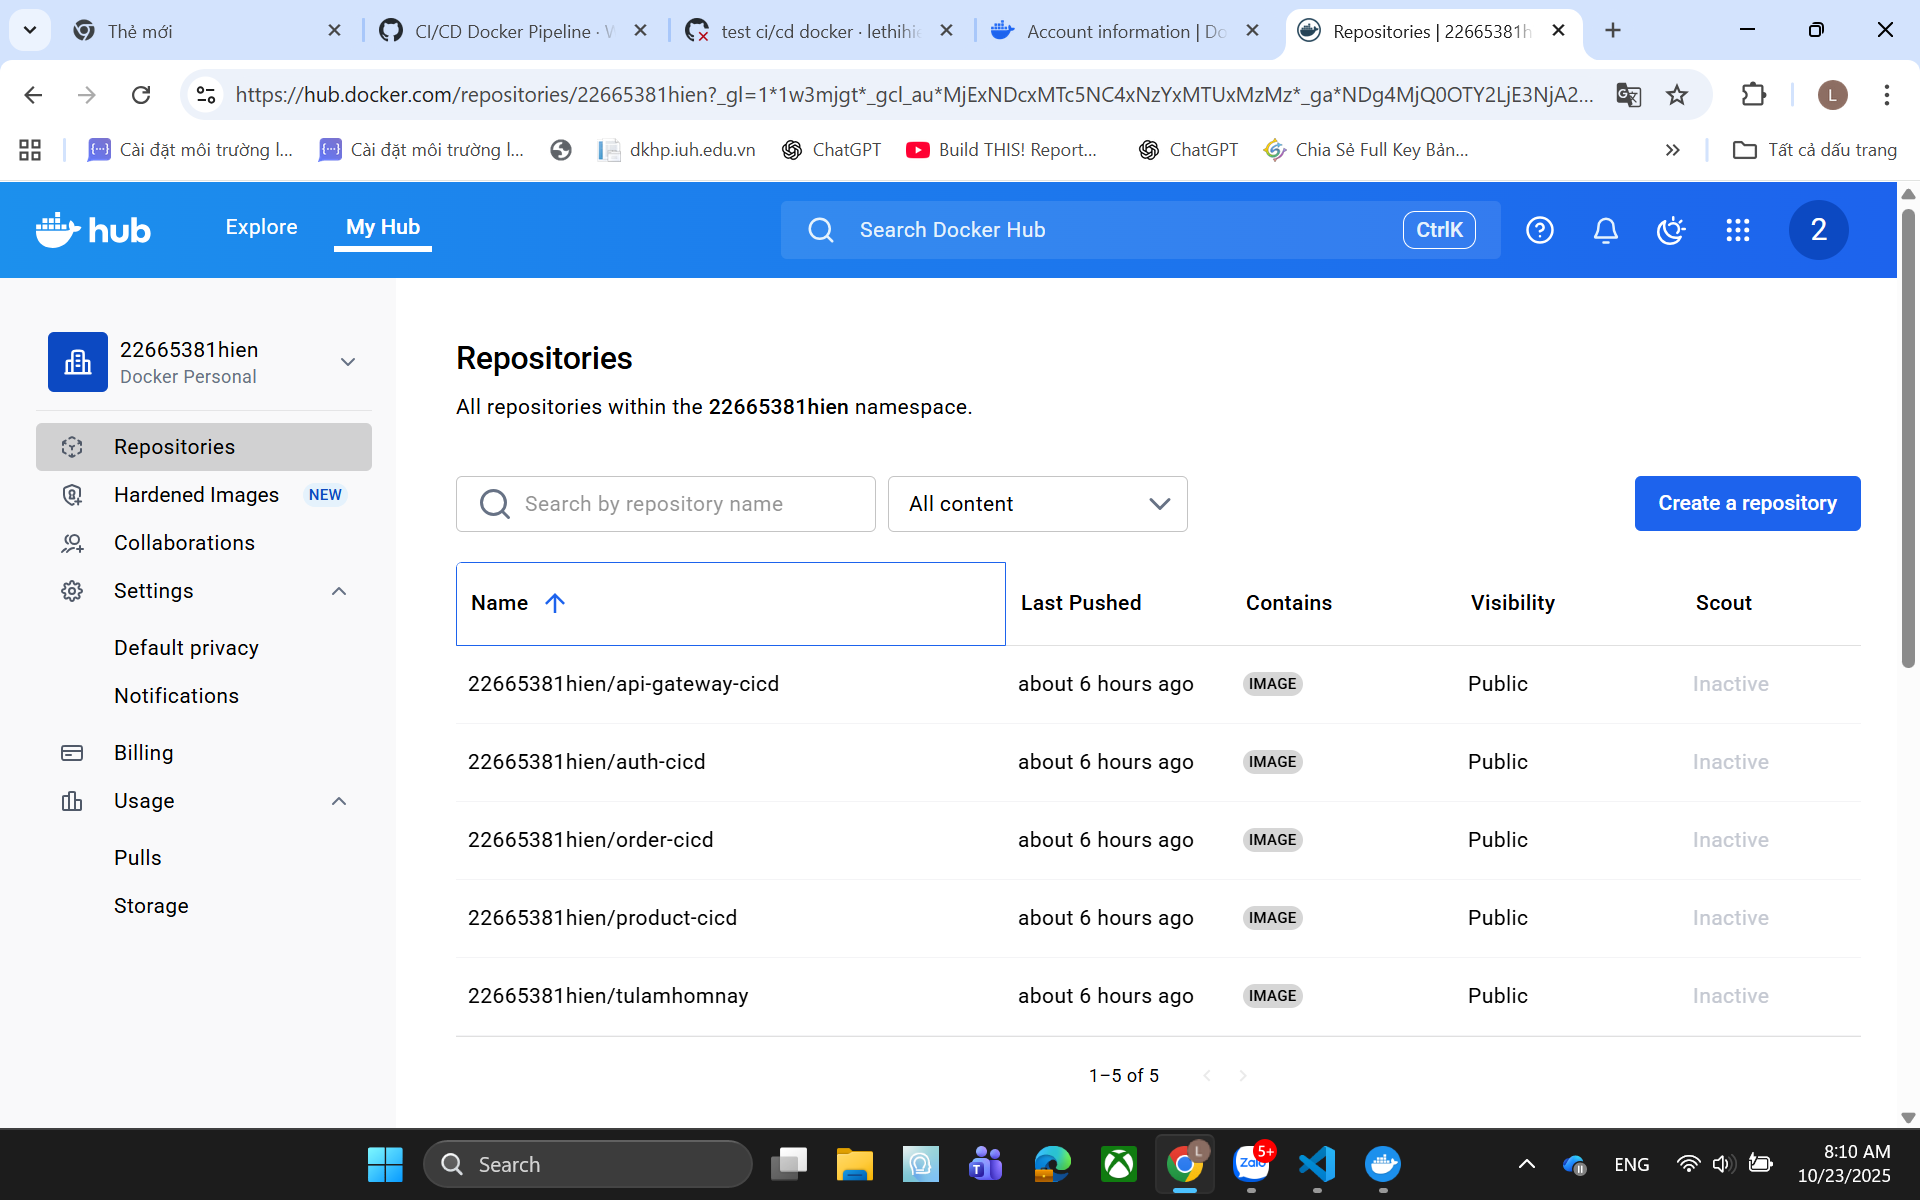 Thẻ mới
CI/CD Docker Pipeline · W
test ci/cd docker · lethihie
Account information | Do
Repositories | 22665381h
https://hub.docker.com/repositories/22665381hien?_gl=1*1w3mjgt*_gcl_au*MjExNDcxMTc5NC4xNzYxMTUxMzMz*_ga*NDg4MjQ0OTY2LjE3NjA2...
L
Cài đặt môi trường l...
Cài đặt môi trường l...
dkhp.iuh.edu.vn
ChatGPT
Build THIS! Report...
ChatGPT
Chia Sẻ Full Key Bản...
Tất cả dấu trang
hub
Explore
My Hub
Search Docker Hub
CtrlK
2
22665381hien
Docker Personal
Repositories
Hardened Images NEW
Collaborations
Settings
Default privacy
Notifications
Billing
Usage
Pulls
Storage
Repositories
All repositories within the 22665381hien namespace.
Search by repository name
All content
Create a repository
Name Last Pushed Contains Visibility Scout
22665381hien/api-gateway-cicd about 6 hours ago IMAGE Public Inactive
22665381hien/auth-cicd about 6 hours ago IMAGE Public Inactive
22665381hien/order-cicd about 6 hours ago IMAGE Public Inactive
22665381hien/product-cicd about 6 hours ago IMAGE Public Inactive
22665381hien/tulamhomnay about 6 hours ago IMAGE Public Inactive
1–5 of 5
Search
L
Zalo
5+
ENG
8:10 AM
10/23/2025